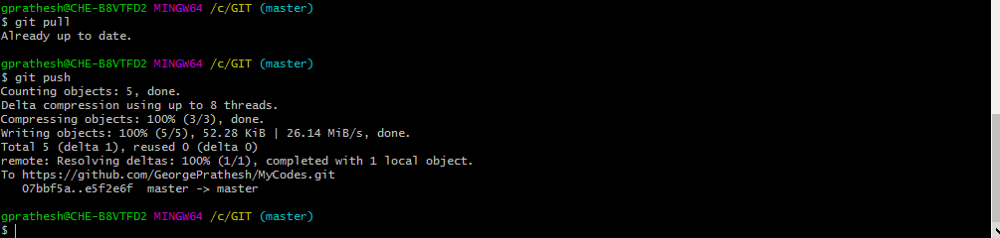 gprathesh@CHE-B8VTFD2 MINGW64 /c/GIT (master)
$ git pull
Already up to date.
gprathesh@CHE-B8VTFD2 MINGW64 /c/GIT (master)
$ git push
Counting objects: 5, done.
Delta compression using up to 8 threads.
Compressing objects: 100% (3/3), done.
Writing objects: 100% (5/5), 52.28 KiB | 26.14 MiB/s, done.
Total 5 (delta 1), reused 0 (delta 0)
remote: Resolving deltas: 100% (1/1), completed with 1 local object.
To https://github.com/GeorgePrathesh/MyCodes.git
   07bbf5a..e5f2e6f  master -> master
gprathesh@CHE-B8VTFD2 MINGW64 /c/GIT (master)
$